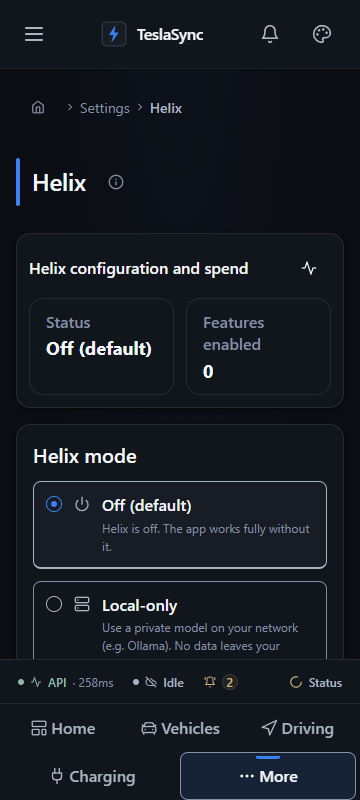 TeslaSync
Settings
Helix
Helix
Helix configuration and spend
Status
Off (default)
Features
enabled
0
Helix mode
Off (default)
Helix is off. The app works fully without
it.
Local-only
Use a private model on your network
(e.g. Ollama). No data leaves your
API · 258ms
Idle
2
Status
Home
Vehicles
Driving
Charging
More